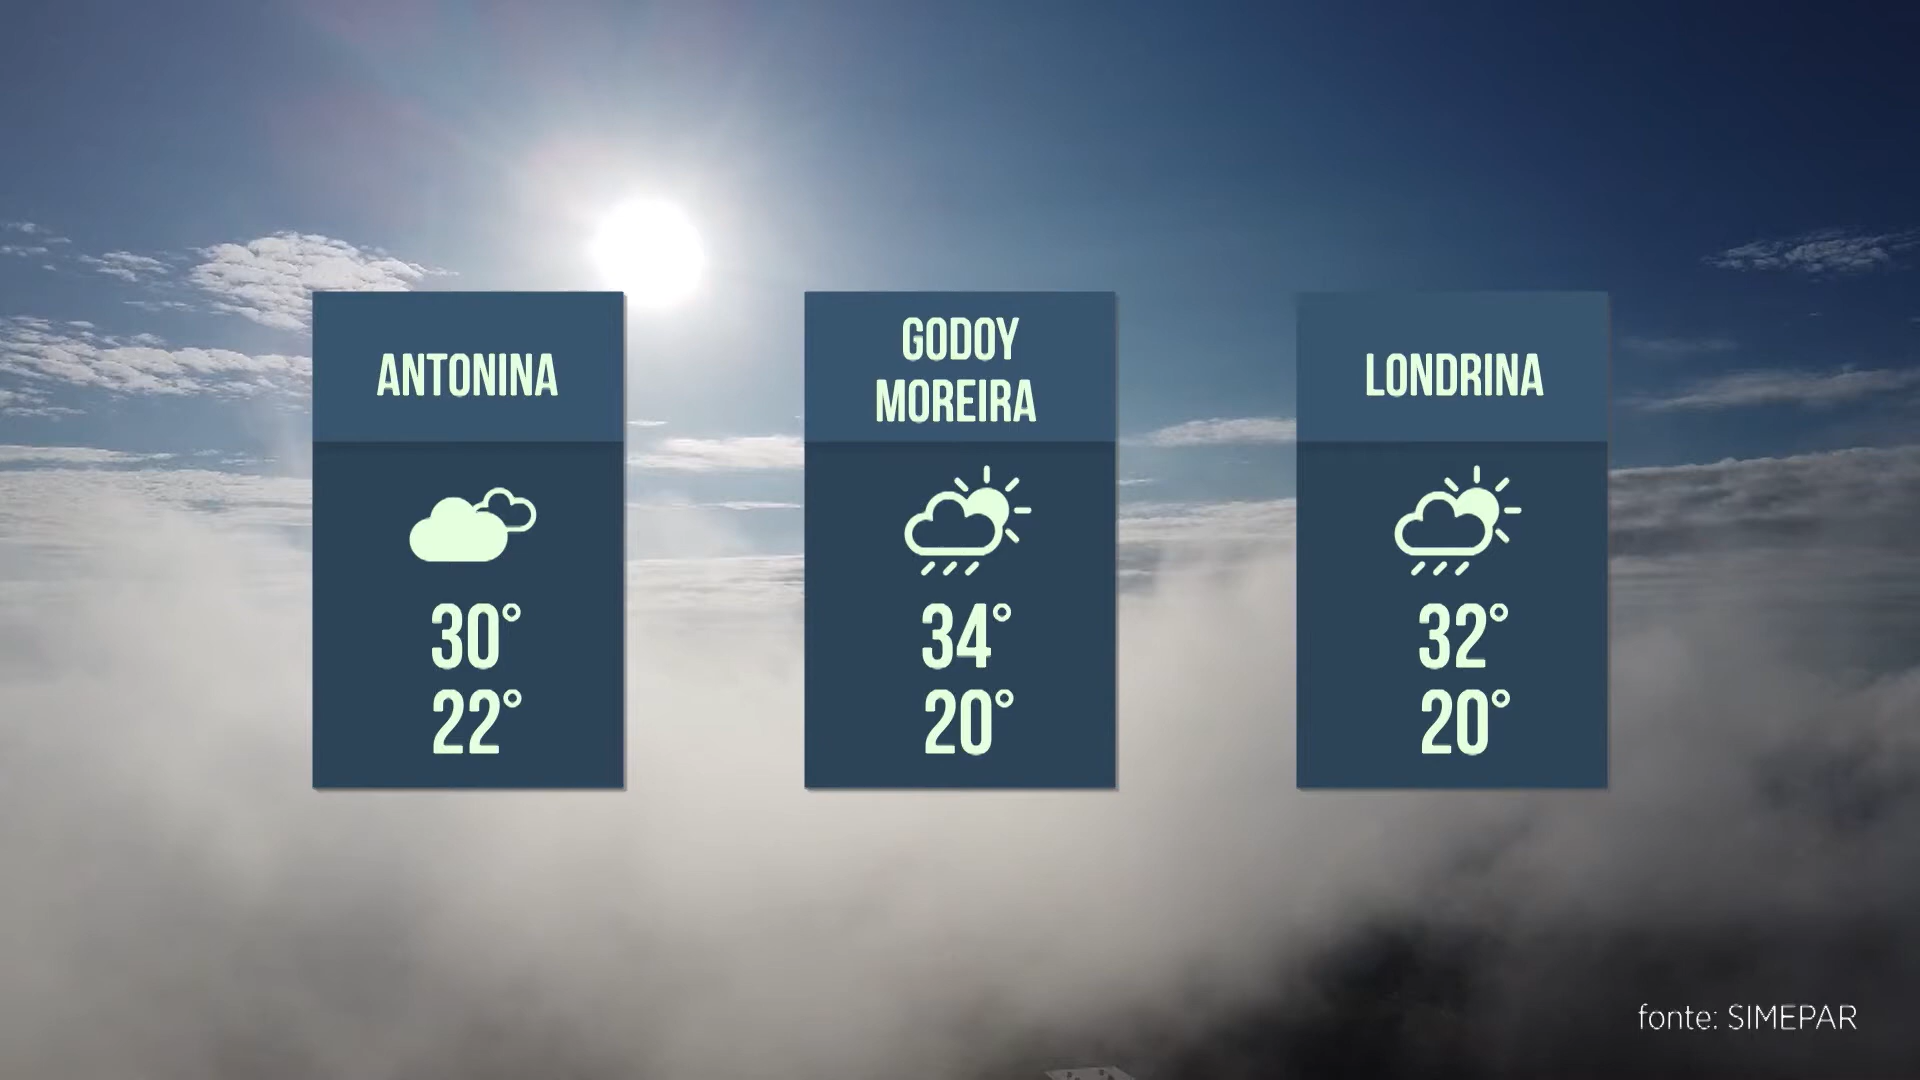 ANTONINA
30°
22°
GODOY
MOREIRA
34°
20°
LONDRINA
32°
20°
fonte: SIMEPAR